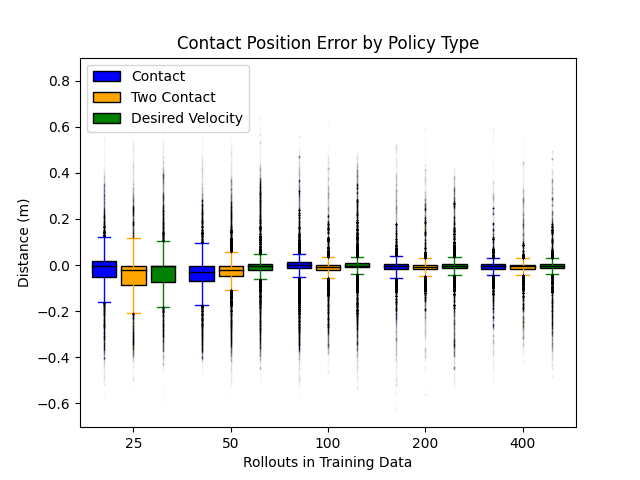 Contact Position Error by Policy Type
Contact
Two Contact
Desired Velocity
Distance (m)
0.8
0.6
0.4
0.2
0.0
−0.2
−0.4
−0.6
25 50 100 200 400
Rollouts in Training Data